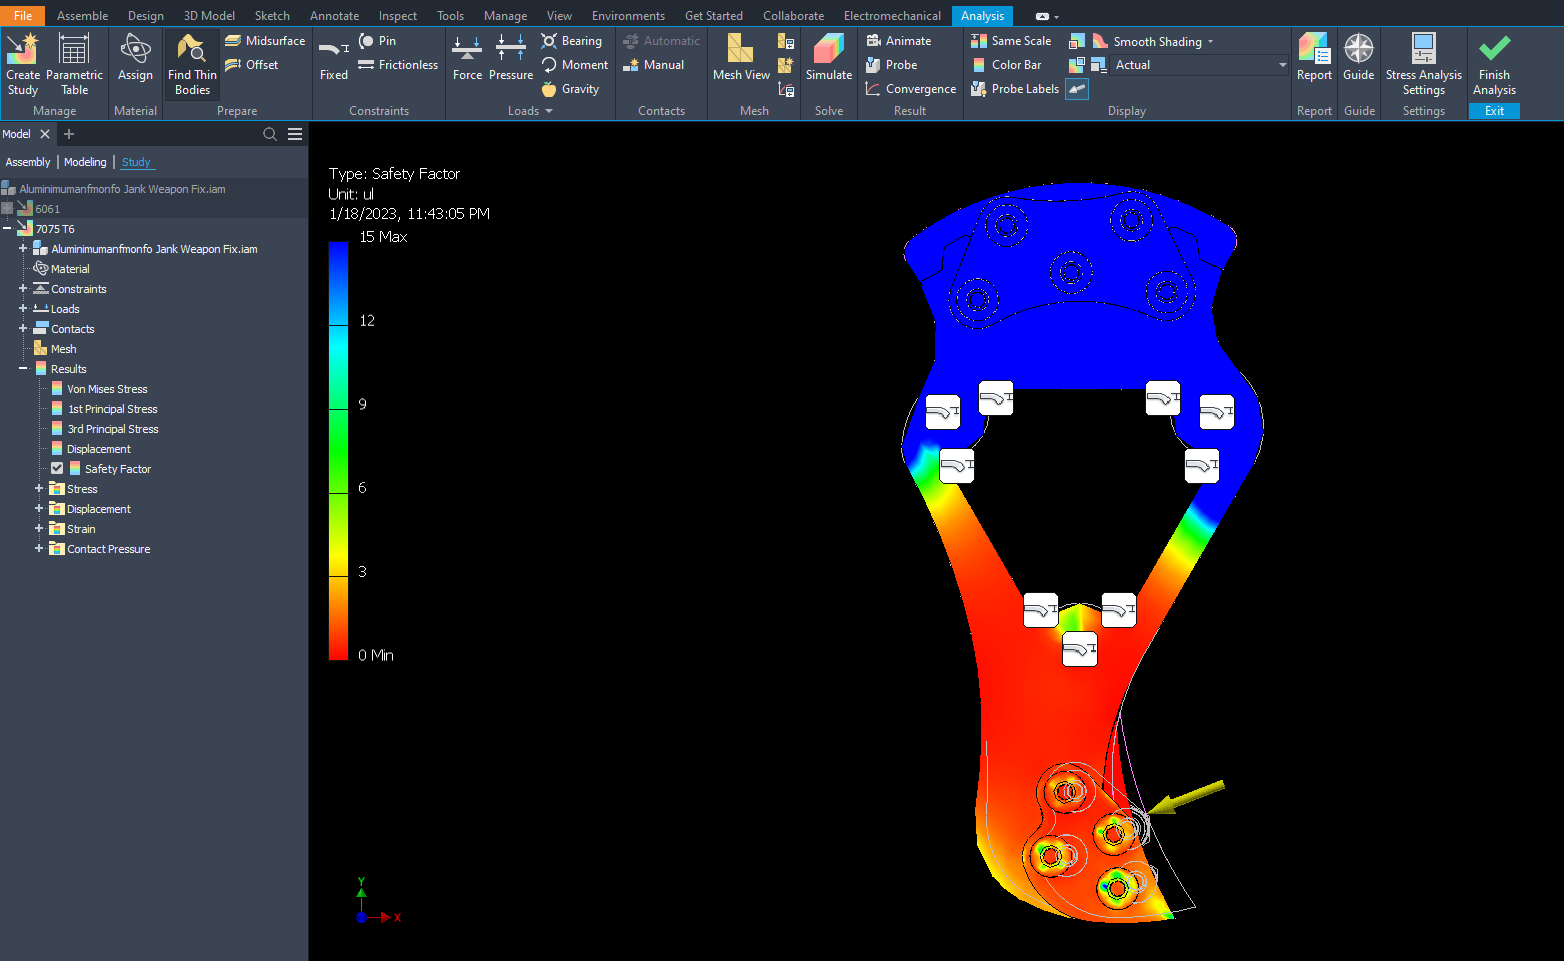 File Assemble Design 3D Model Sketch Annotate Inspect Tools Manage View Environments Get Started Collaborate Electromechanical Analysis
Create Study
Parametric Table
Manage
Assign
Material
Find Thin Bodies
Midsurface
Offset
Prepare
Fixed
Pin
Frictionless
Constraints
Force
Pressure
Bearing
Moment
Gravity
Loads
Automatic
Manual
Contacts
Mesh View
Mesh
Simulate
Solve
Animate
Probe
Convergence
Result
Same Scale
Color Bar
Probe Labels
Smooth Shading
Actual
Display
Report
Report
Guide
Guide
Stress Analysis Settings
Settings
Finish Analysis
Exit
Model
Assembly | Modeling | Study
Aluminimumanfmonfo Jank Weapon Fix.iam
6061
7075 T6
Aluminimumanfmonfo Jank Weapon Fix.iam
Material
Constraints
Loads
Contacts
Mesh
Results
Von Mises Stress
1st Principal Stress
3rd Principal Stress
Displacement
Safety Factor
Stress
Displacement
Strain
Contact Pressure
Type: Safety Factor
Unit: ul
1/18/2023, 11:43:05 PM
15 Max
12
9
6
3
0 Min
Y
X